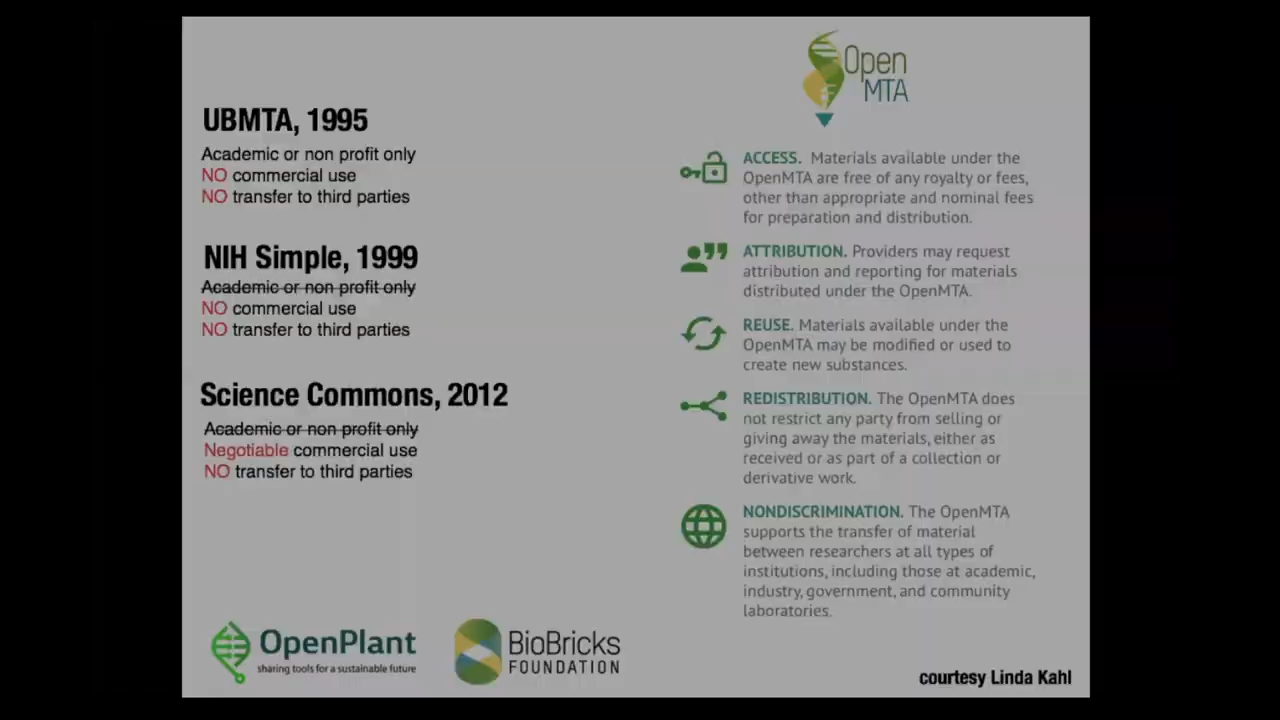 UBMTA, 1995
Academic or non profit only
NO commercial use
NO transfer to third parties
NIH Simple, 1999
Academic or non profit only
NO commercial use
NO transfer to third parties
Science Commons, 2012
Academic or non profit only
Negotiable commercial use
NO transfer to third parties
OpenPlant
sharing tools for a sustainable future
BioBricks
FOUNDATION
Open
MTA
ACCESS. Materials available under the
OpenMTA are free of any royalty or fees,
other than appropriate and nominal fees
for preparation and distribution.
ATTRIBUTION. Providers may request
attribution and reporting for materials
distributed under the OpenMTA.
REUSE. Materials available under the
OpenMTA may be modified or used to
create new substances.
REDISTRIBUTION. The OpenMTA does
not restrict any party from selling or
giving away the materials, either as
received or as part of a collection or
derivative work.
NONDISCRIMINATION. The OpenMTA
supports the transfer of material
between researchers at all types of
institutions, including those at academic,
industry, government, and community
laboratories.
courtesy Linda Kahl